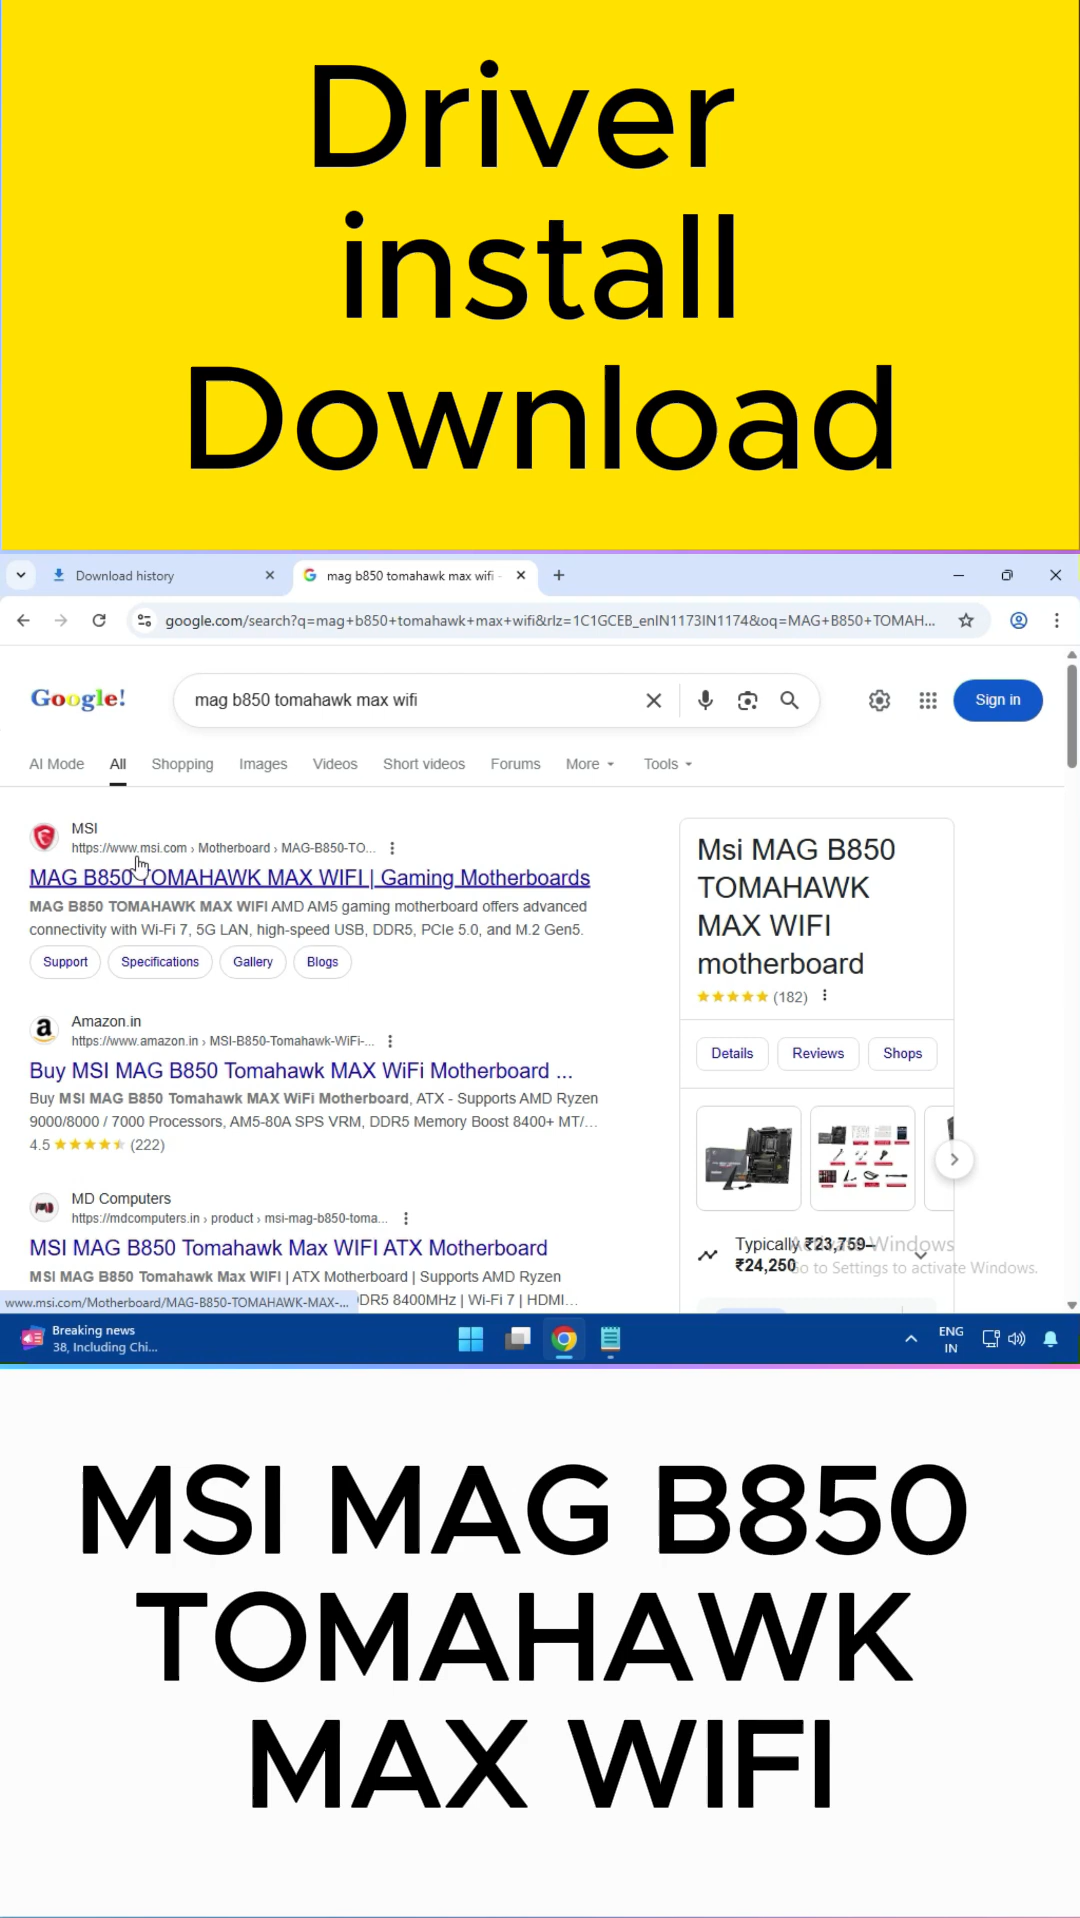 Driver
install
Download
Download history
mag b850 tomahawk max wifi -
google.com/search?q=mag+b850+tomahawk+max+wifi&rlz=1C1GCEB_enIN1173IN1174&oq=MAG+B850+TOMAH...
Google!
mag b850 tomahawk max wifi
Sign in
AI Mode All Shopping Images Videos Short videos Forums More Tools
MSI
https://www.msi.com › Motherboard › MAG-B850-TO...
MAG B850 TOMAHAWK MAX WIFI | Gaming Motherboards
MAG B850 TOMAHAWK MAX WIFI AMD AM5 gaming motherboard offers advanced
connectivity with Wi-Fi 7, 5G LAN, high-speed USB, DDR5, PCIe 5.0, and M.2 Gen5.
Support Specifications Gallery Blogs
Amazon.in
https://www.amazon.in › MSI-B850-Tomahawk-WiFi-...
Buy MSI MAG B850 Tomahawk MAX WiFi Motherboard ...
Buy MSI MAG B850 Tomahawk MAX WiFi Motherboard, ATX - Supports AMD Ryzen
9000/8000 / 7000 Processors, AM5-80A SPS VRM, DDR5 Memory Boost 8400+ MT/...
4.5 (222)
MD Computers
https://mdcomputers.in › product › msi-mag-b850-toma...
MSI MAG B850 Tomahawk Max WIFI ATX Motherboard
MSI MAG B850 Tomahawk Max WIFI | ATX Motherboard | Supports AMD Ryzen
DDR5 8400MHz | Wi-Fi 7 | HDMI...
www.msi.com/Motherboard/MAG-B850-TOMAHAWK-MAX-...
Msi MAG B850
TOMAHAWK
MAX WIFI
motherboard
(182)
Details Reviews Shops
Typically ₹23,759–
₹24,250
Activate Windows
Go to Settings to activate Windows.
Breaking news
38, Including Chi...
ENG
IN
MSI MAG B850
TOMAHAWK
MAX WIFI